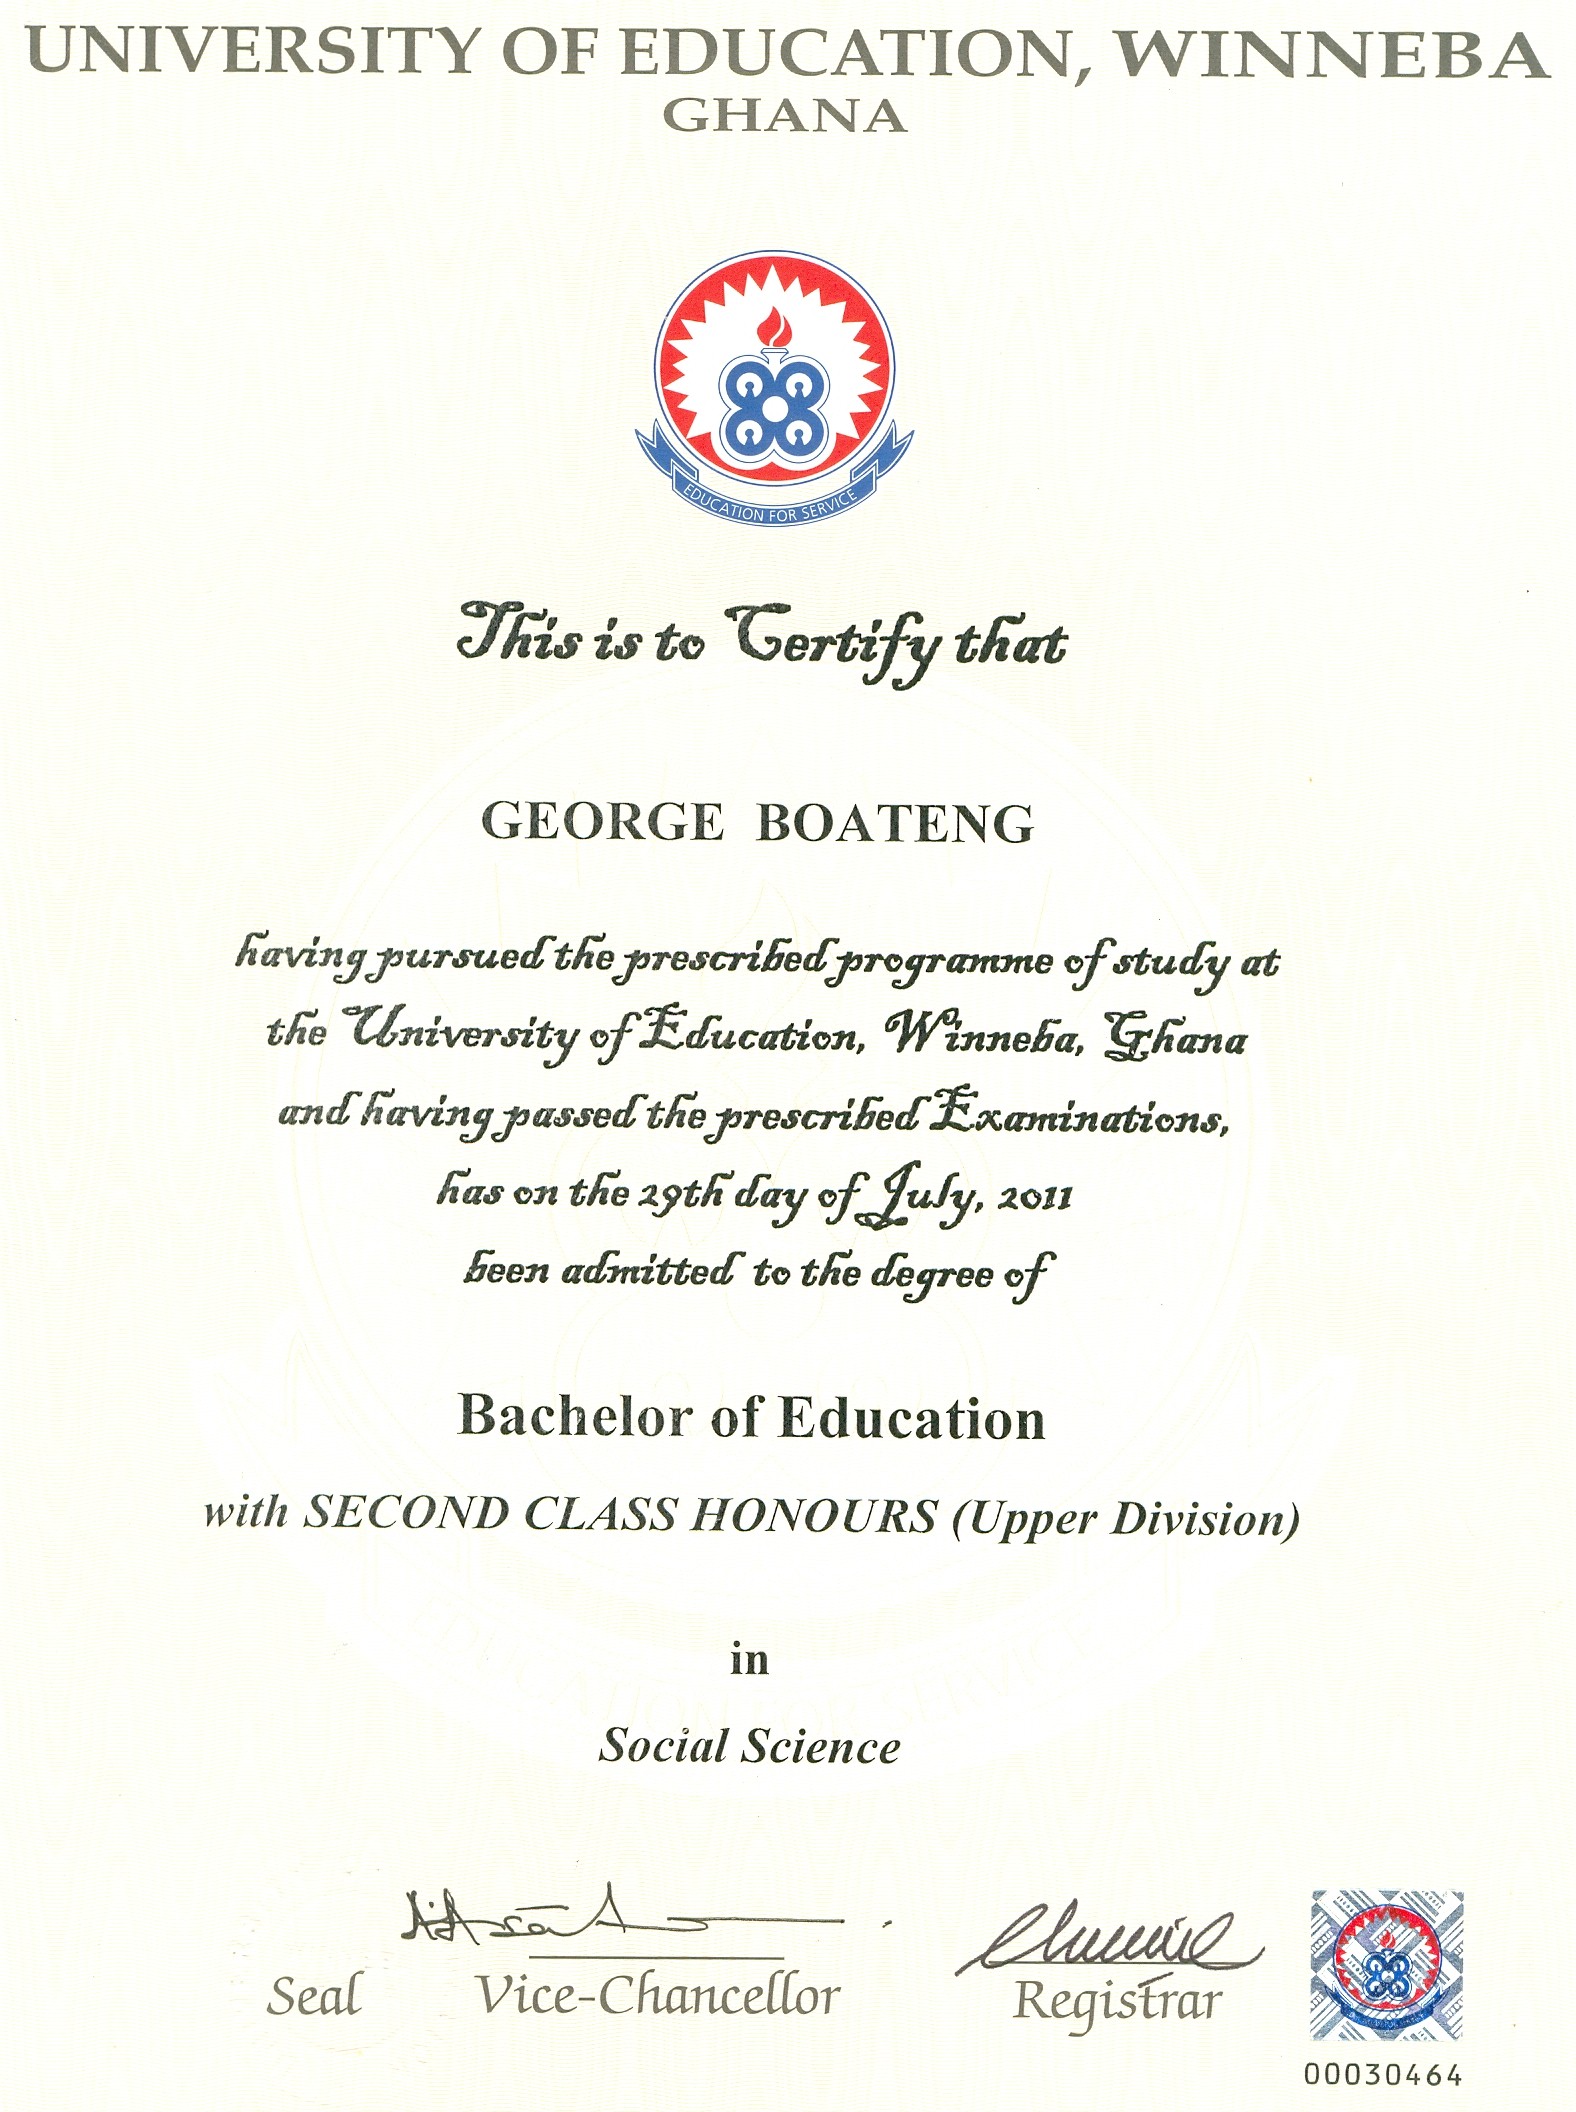 UNIVERSITY OF EDUCATION, WINNEBA
GHANA
EDUCATION FOR SERVICE
This is to Certify that
GEORGE BOATENG
having pursued the prescribed programme of study at
the University of Education, Winneba, Ghana
and having passed the prescribed Examinations,
has on the 29th day of July, 2011
been admitted to the degree of
Bachelor of Education
with SECOND CLASS HONOURS (Upper Division)
EDUCATION FOR SERVICE
in
Social Science
Seal
Vice-Chancellor
Registrar
00030464